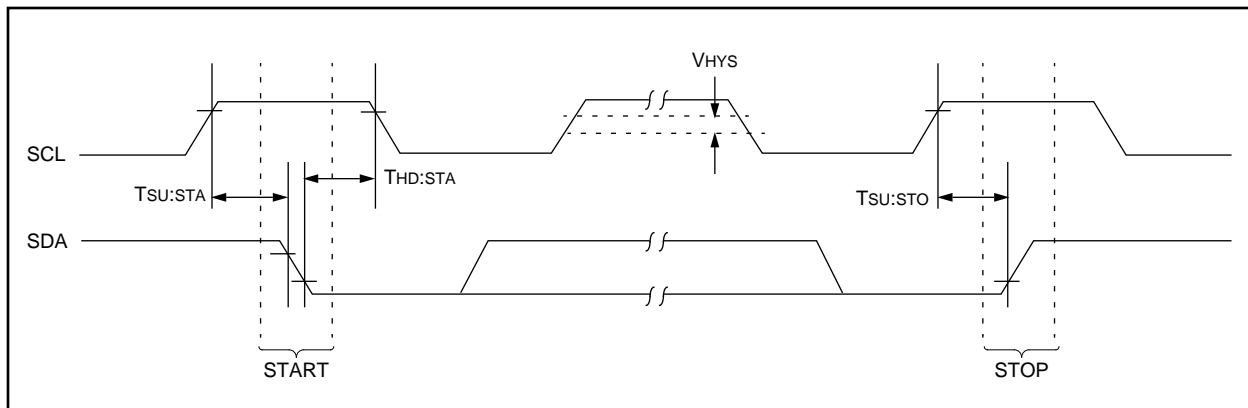 VHYS
SCL
TSU:STA
THD:STA
TSU:STO
SDA
START
STOP